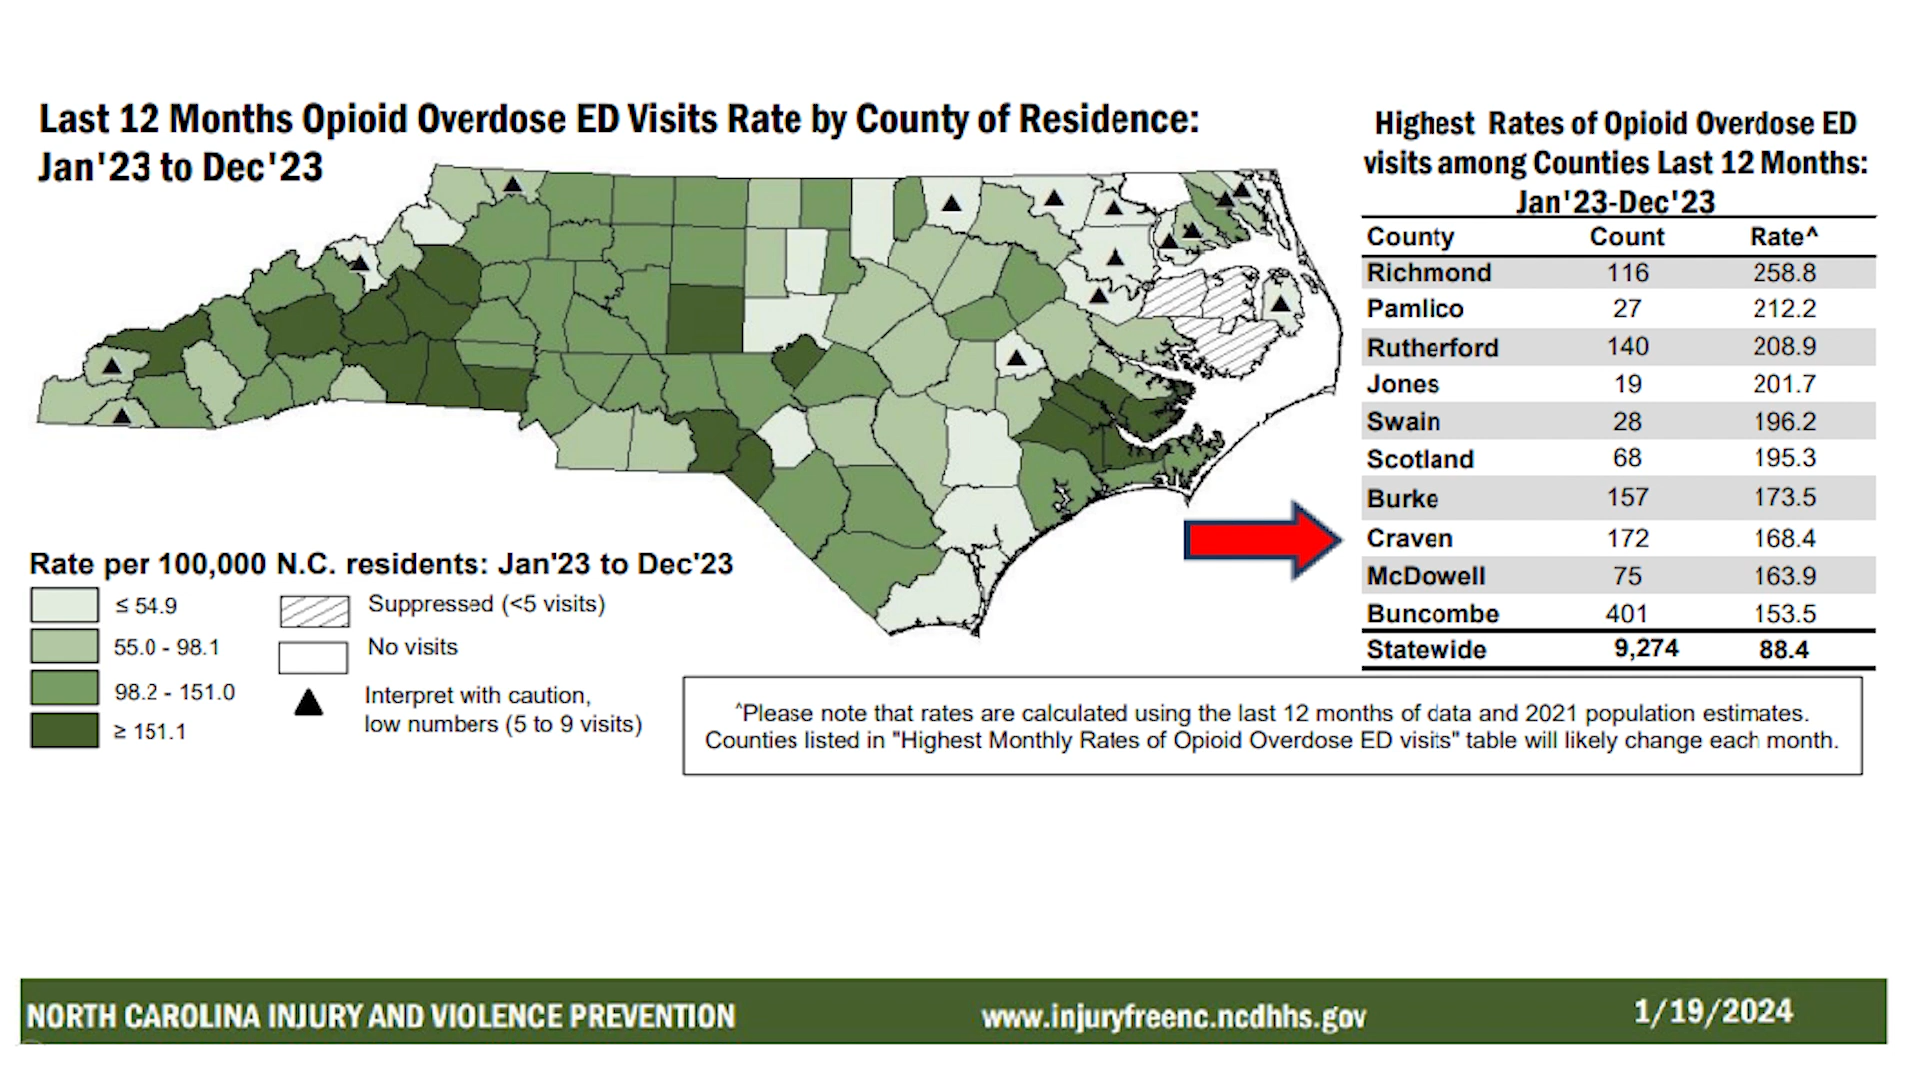 Last 12 Months Opioid Overdose ED Visits Rate by County of Residence:
Jan'23 to Dec'23
Highest Rates of Opioid Overdose ED
visits among Counties Last 12 Months:
Jan'23-Dec'23
County Count Rate^
Richmond 116 258.8
Pamlico 27 212.2
Rutherford 140 208.9
Jones 19 201.7
Swain 28 196.2
Scotland 68 195.3
Burke 157 173.5
Craven 172 168.4
McDowell 75 163.9
Buncombe 401 153.5
Statewide 9,274 88.4
Rate per 100,000 N.C. residents: Jan'23 to Dec'23
≤ 54.9
55.0 - 98.1
98.2 - 151.0
≥ 151.1
Suppressed (<5 visits)
No visits
Interpret with caution,
low numbers (5 to 9 visits)
^Please note that rates are calculated using the last 12 months of data and 2021 population estimates.
Counties listed in "Highest Monthly Rates of Opioid Overdose ED visits" table will likely change each month.
NORTH CAROLINA INJURY AND VIOLENCE PREVENTION
www.injuryfreenc.ncdhhs.gov
1/19/2024